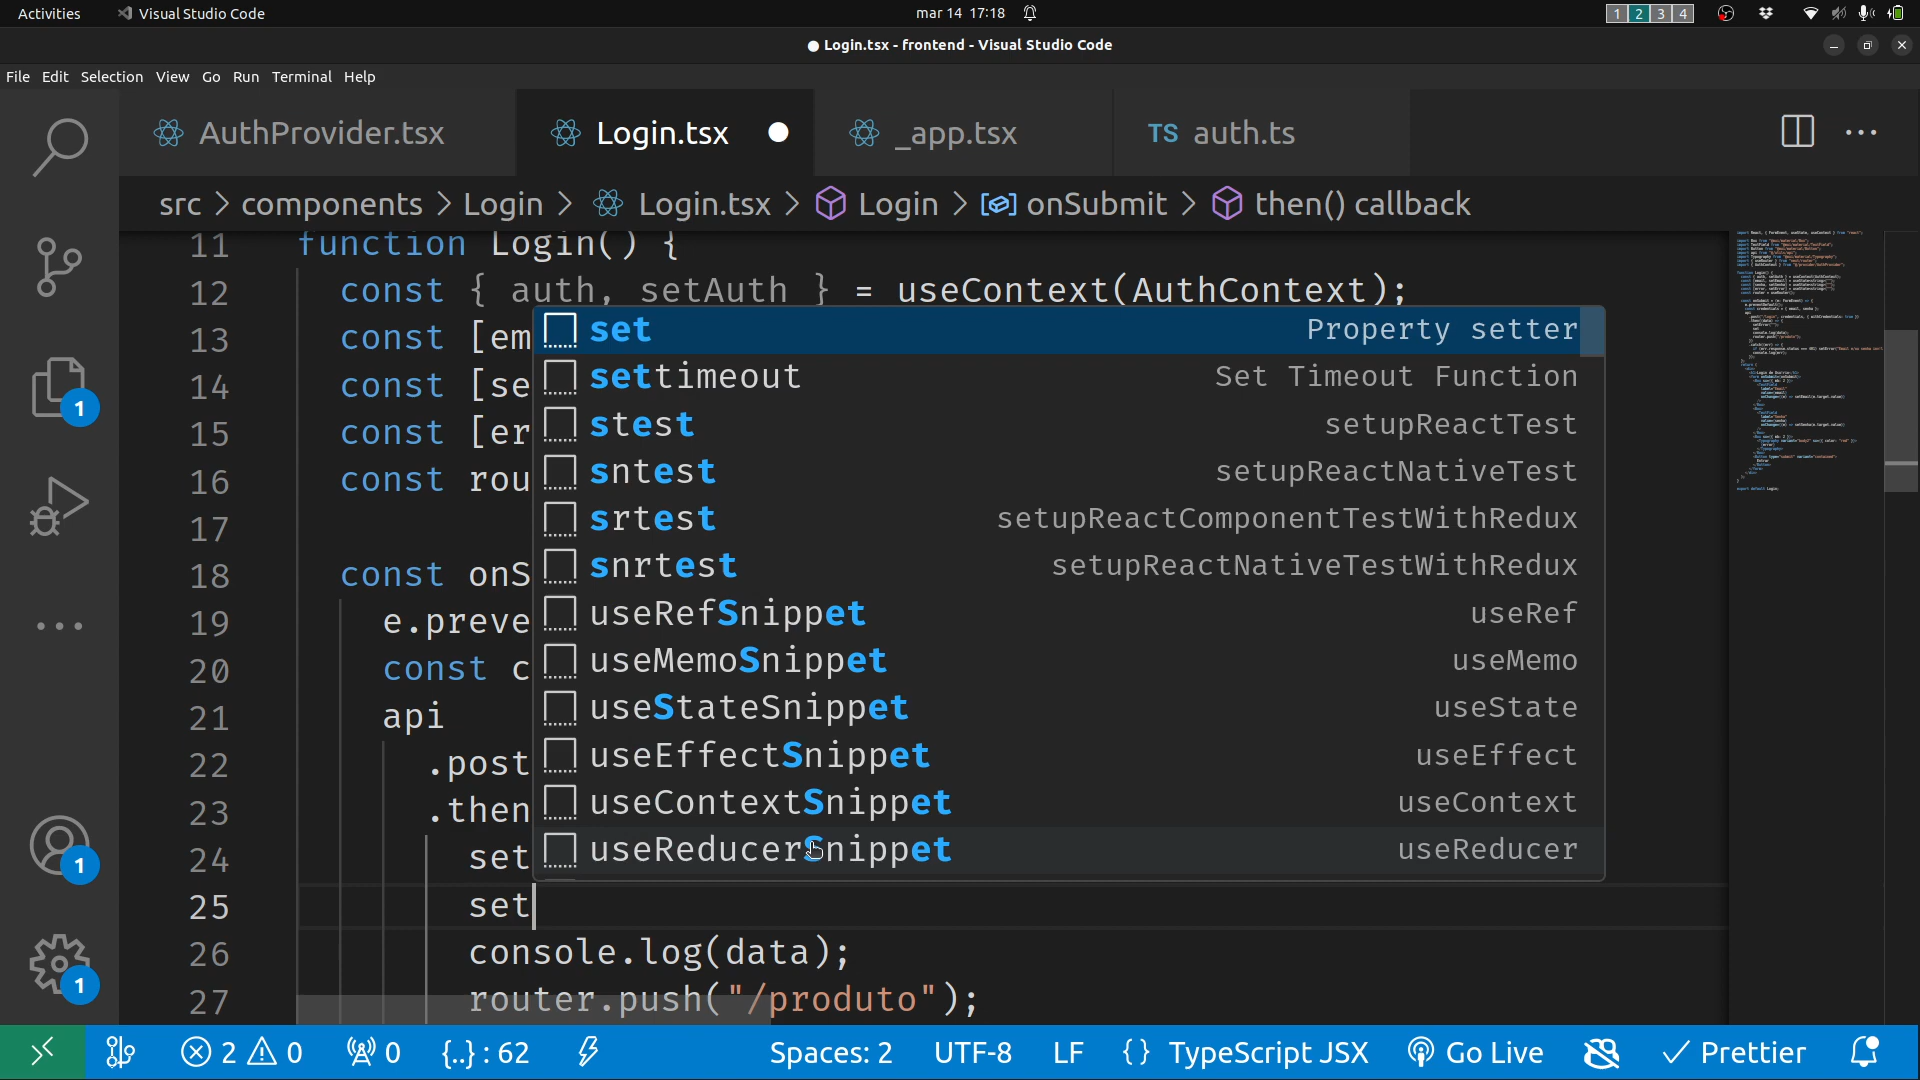 Activities
Visual Studio Code
mar 14 17:18
1 2 3 4
Login.tsx - frontend - Visual Studio Code
File Edit Selection View Go Run Terminal Help
AuthProvider.tsx
Login.tsx
_app.tsx
TS auth.ts
src > components > Login > Login.tsx > Login > onSubmit > then() callback
11 function Login() {
12 const { auth, setAuth } = useContext(AuthContext);
13 const [em
14 const [se
15 const [er
16 const rou
17
18 const onS
19 e.preve
20 const c
21 api
22 .post
23 .then
24 set
25 set
26 console.log(data);
27 router.push("/produto");
set Property setter
settimeout Set Timeout Function
stest setupReactTest
sntest setupReactNativeTest
srtest setupReactComponentTestWithRedux
snrtest setupReactNativeTestWithRedux
useRefSnippet useRef
useMemoSnippet useMemo
useStateSnippet useState
useEffectSnippet useEffect
useContextSnippet useContext
useReducerSnippet useReducer
1
1
1
2 0 0 {..} : 62 Spaces: 2 UTF-8 LF {} TypeScript JSX Go Live Prettier